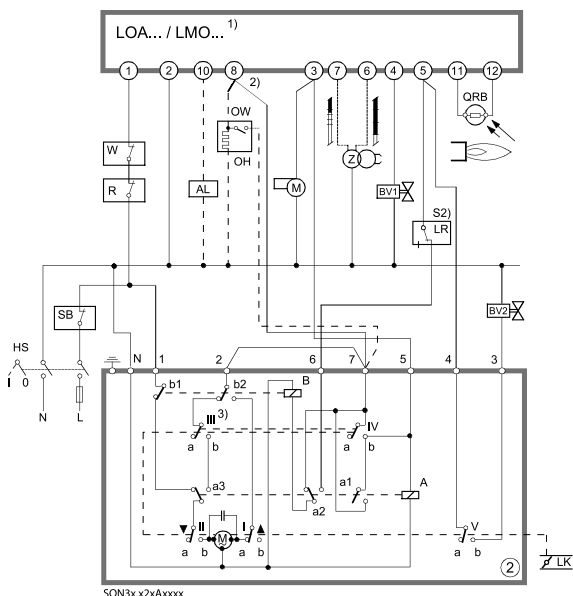 LOA... / LMO... 1)
1 2 10 8 3 7 6 4 5 11 12
2)
OW
QRB
W
OH
Z
R
AL
M
BV1
S2)
LR
SB
BV2
HS
N 1 2 6 7 5 4 3
I 0
b1 b2 B
N L
III 3) IV
a b a b
A
a3 a1
a2
II I V
a b M a b a b
2
LK
SQN3x.x2xAxxxx